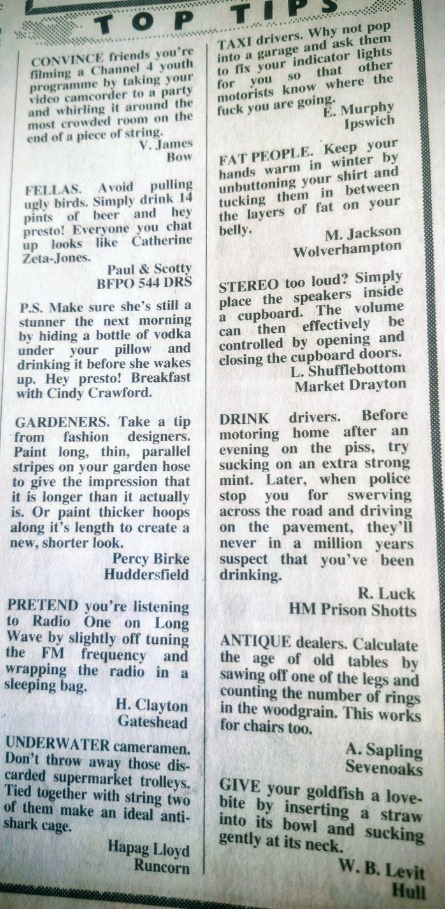 TOP TIPS
CONVINCE friends you're
filming a Channel 4 youth
programme by taking your
video camcorder to a party
and whirling it around the
most crowded room on the
end of a piece of string.
V. James
Bow
FELLAS. Avoid pulling
ugly birds. Simply drink 14
pints of beer and hey
presto! Everyone you chat
up looks like Catherine
Zeta-Jones.
Paul & Scotty
BFPO 544 DRS
P.S. Make sure she's still a
stunner the next morning
by hiding a bottle of vodka
under your pillow and
drinking it before she wakes
up. Hey presto! Breakfast
with Cindy Crawford.
GARDENERS. Take a tip
from fashion designers.
Paint long, thin, parallel
stripes on your garden hose
to give the impression that
it is longer than it actually
is. Or paint thicker hoops
along it's length to create a
new, shorter look.
Percy Birke
Huddersfield
PRETEND you're listening
to Radio One on Long
Wave by slightly off tuning
the FM frequency and
wrapping the radio in a
sleeping bag.
H. Clayton
Gateshead
UNDERWATER cameramen.
Don't throw away those dis-
carded supermarket trolleys.
Tied together with string two
of them make an ideal anti-
shark cage.
Hapag Lloyd
Runcorn
TAXI drivers. Why not pop
into a garage and ask them
to fix your indicator lights
for you so that other
motorists know where the
fuck you are going.
E. Murphy
Ipswich
FAT PEOPLE. Keep your
hands warm in winter by
unbuttoning your shirt and
tucking them in between
the layers of fat on your
belly.
M. Jackson
Wolverhampton
STEREO too loud? Simply
place the speakers inside
a cupboard. The volume
can then effectively be
controlled by opening and
closing the cupboard doors.
L. Shufflebottom
Market Drayton
DRINK drivers. Before
motoring home after an
evening on the piss, try
sucking on an extra strong
mint. Later, when police
stop you for swerving
across the road and driving
on the pavement, they'll
never in a million years
suspect that you've been
drinking.
R. Luck
HM Prison Shotts
ANTIQUE dealers. Calculate
the age of old tables by
sawing off one of the legs and
counting the number of rings
in the woodgrain. This works
for chairs too.
A. Sapling
Sevenoaks
GIVE your goldfish a love-
bite by inserting a straw
into its bowl and sucking
gently at its neck.
W. B. Levit
Hull